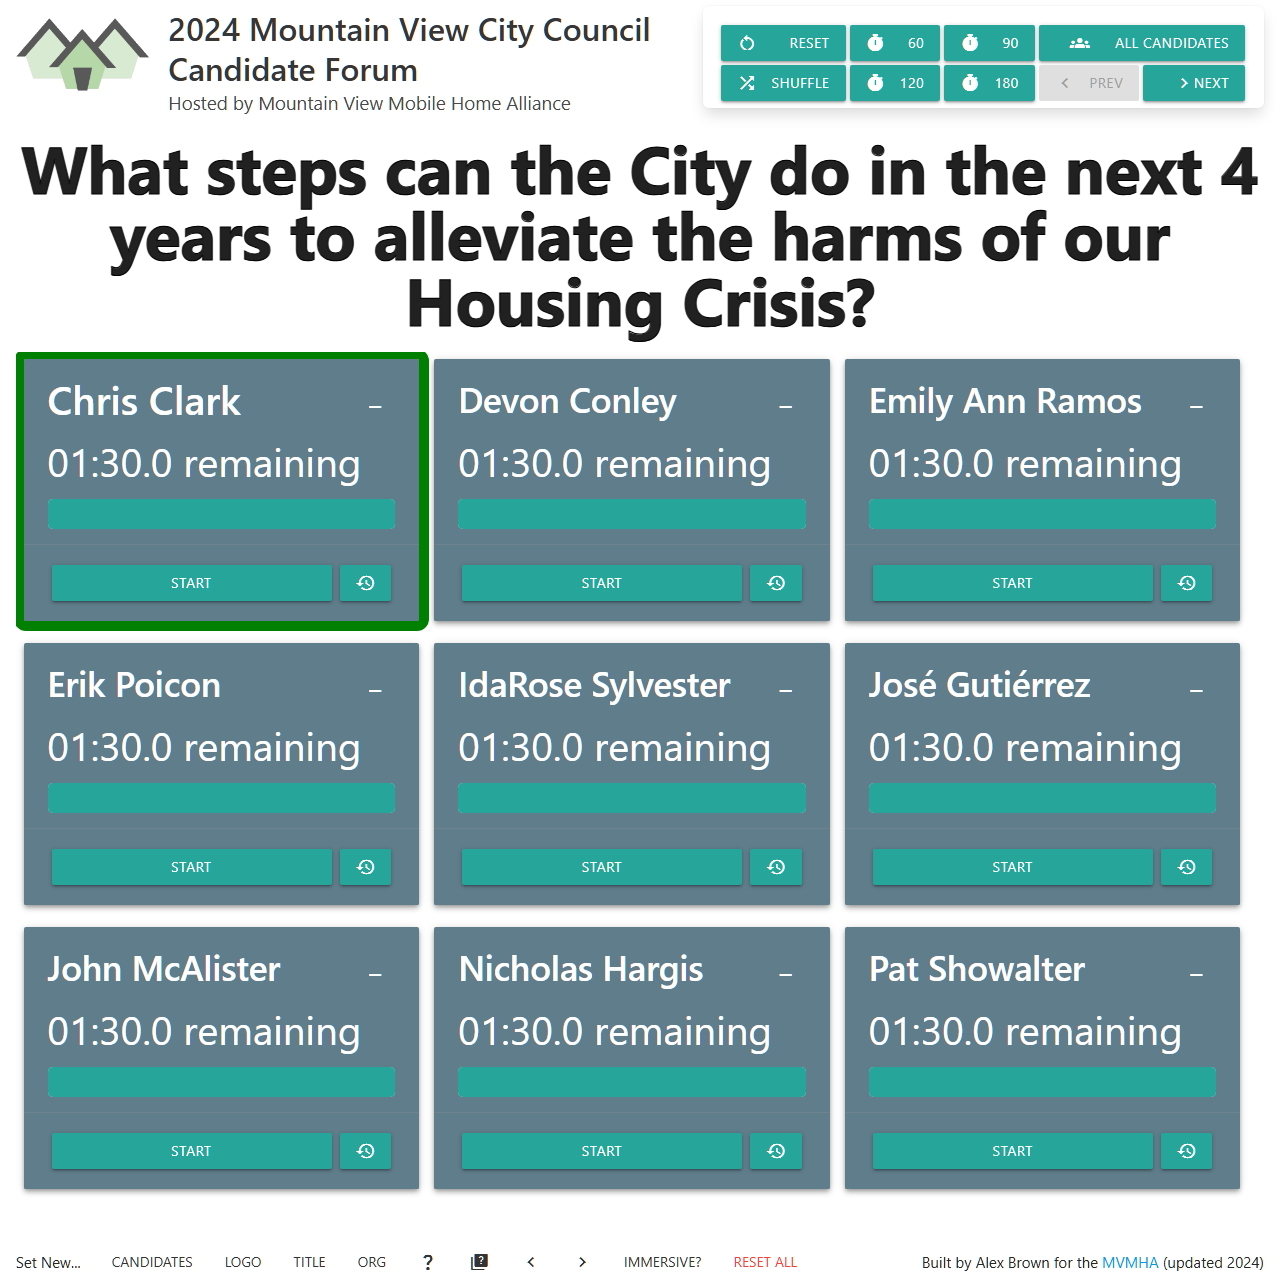 2024 Mountain View City Council
Candidate Forum
Hosted by Mountain View Mobile Home Alliance
RESET 60 90 ALL CANDIDATES
SHUFFLE 120 180 PREV NEXT
What steps can the City do in the next 4
years to alleviate the harms of our
Housing Crisis?
Chris Clark –
01:30.0 remaining
START
Devon Conley –
01:30.0 remaining
START
Emily Ann Ramos –
01:30.0 remaining
START
Erik Poicon –
01:30.0 remaining
START
IdaRose Sylvester –
01:30.0 remaining
START
José Gutiérrez –
01:30.0 remaining
START
John McAlister –
01:30.0 remaining
START
Nicholas Hargis –
01:30.0 remaining
START
Pat Showalter –
01:30.0 remaining
START
Set New... CANDIDATES LOGO TITLE ORG ? IMMERSIVE? RESET ALL Built by Alex Brown for the MVMHA (updated 2024)